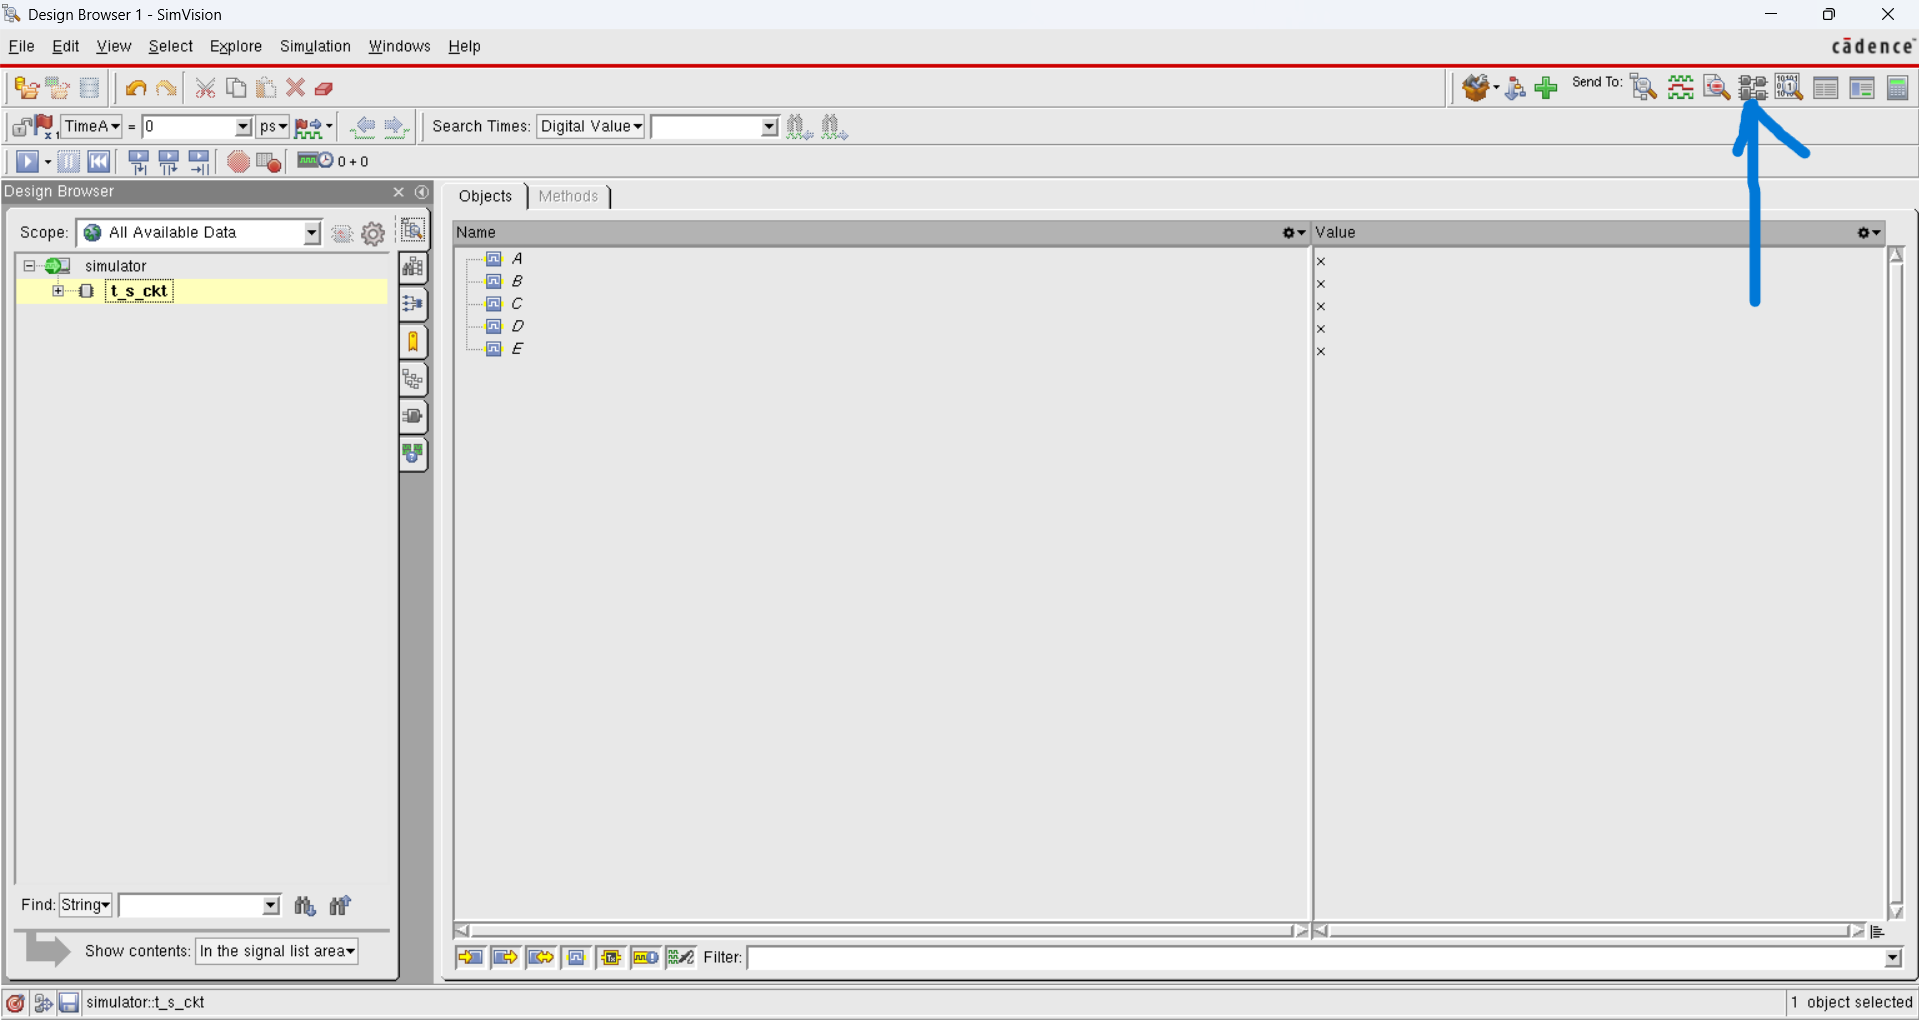 Design Browser 1 - SimVision
File Edit View Select Explore Simulation Windows Help
cādence
Send To:
TimeA = 0 ps
Search Times: Digital Value
0 + 0
Design Browser
Scope: All Available Data
simulator
t_s_ckt
Objects Methods
Name Value
A ×
B ×
C ×
D ×
E ×
Find: String
Show contents: In the signal list area
Filter:
simulator::t_s_ckt
1 object selected